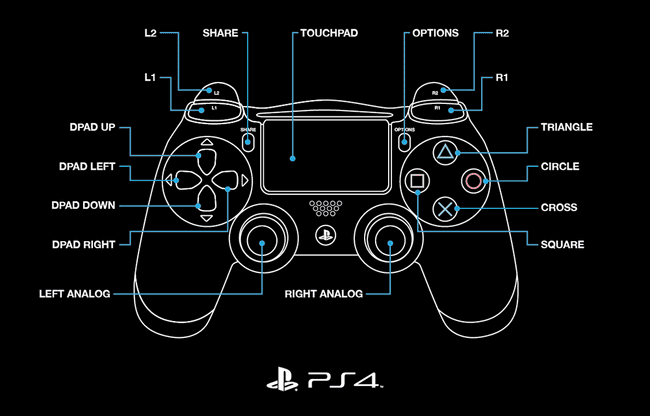 L2
SHARE
TOUCHPAD
OPTIONS
R2
L1
R1
L2
R2
L1
R1
SHARE
OPTIONS
DPAD UP
TRIANGLE
DPAD LEFT
CIRCLE
DPAD DOWN
CROSS
DPAD RIGHT
SQUARE
LEFT ANALOG
RIGHT ANALOG
PS4